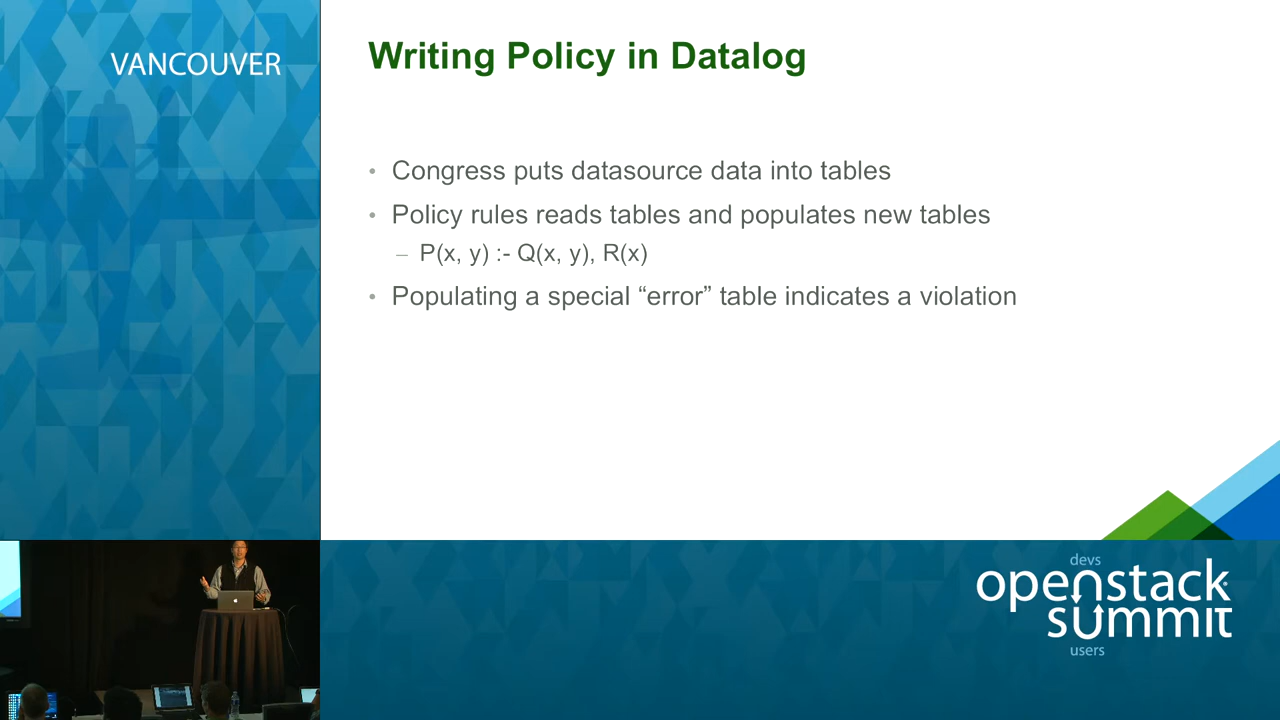 VANCOUVER
Writing Policy in Datalog
• Congress puts datasource data into tables
• Policy rules reads tables and populates new tables
– P(x, y) :- Q(x, y), R(x)
• Populating a special “error” table indicates a violation
devs
openstack
summit
users